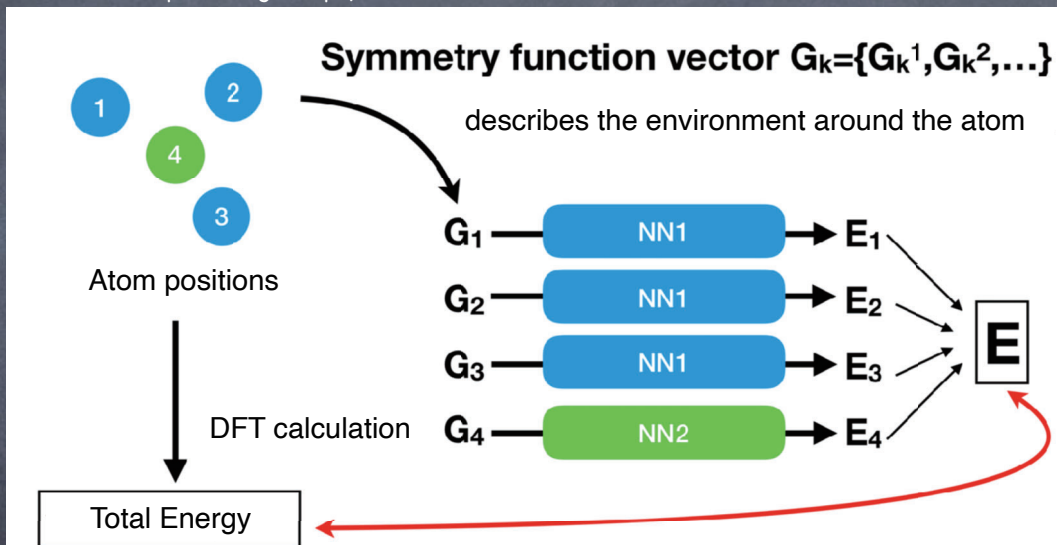 Symmetry function vector Gₖ={Gₖ¹,Gₖ²,…}
describes the environment around the atom
1
2
4
3
Atom positions
G₁ NN1 E₁
G₂ NN1 E₂
G₃ NN1 E₃
G₄ NN2 E₄
E
DFT calculation
Total Energy